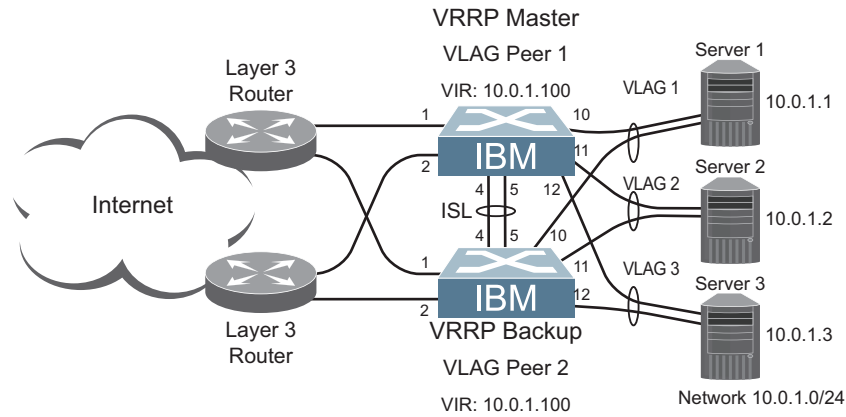 VRRP Master
VLAG Peer 1
VIR: 10.0.1.100
Layer 3
Router
Server 1
VLAG 1
10.0.1.1
1
10
IBM
11
2
4
5
12
Server 2
VLAG 2
10.0.1.2
Internet
ISL
4
5
10
1
11
IBM
12
2
VLAG 3
Server 3
10.0.1.3
Layer 3
Router
VRRP Backup
VLAG Peer 2
VIR: 10.0.1.100
Network 10.0.1.0/24